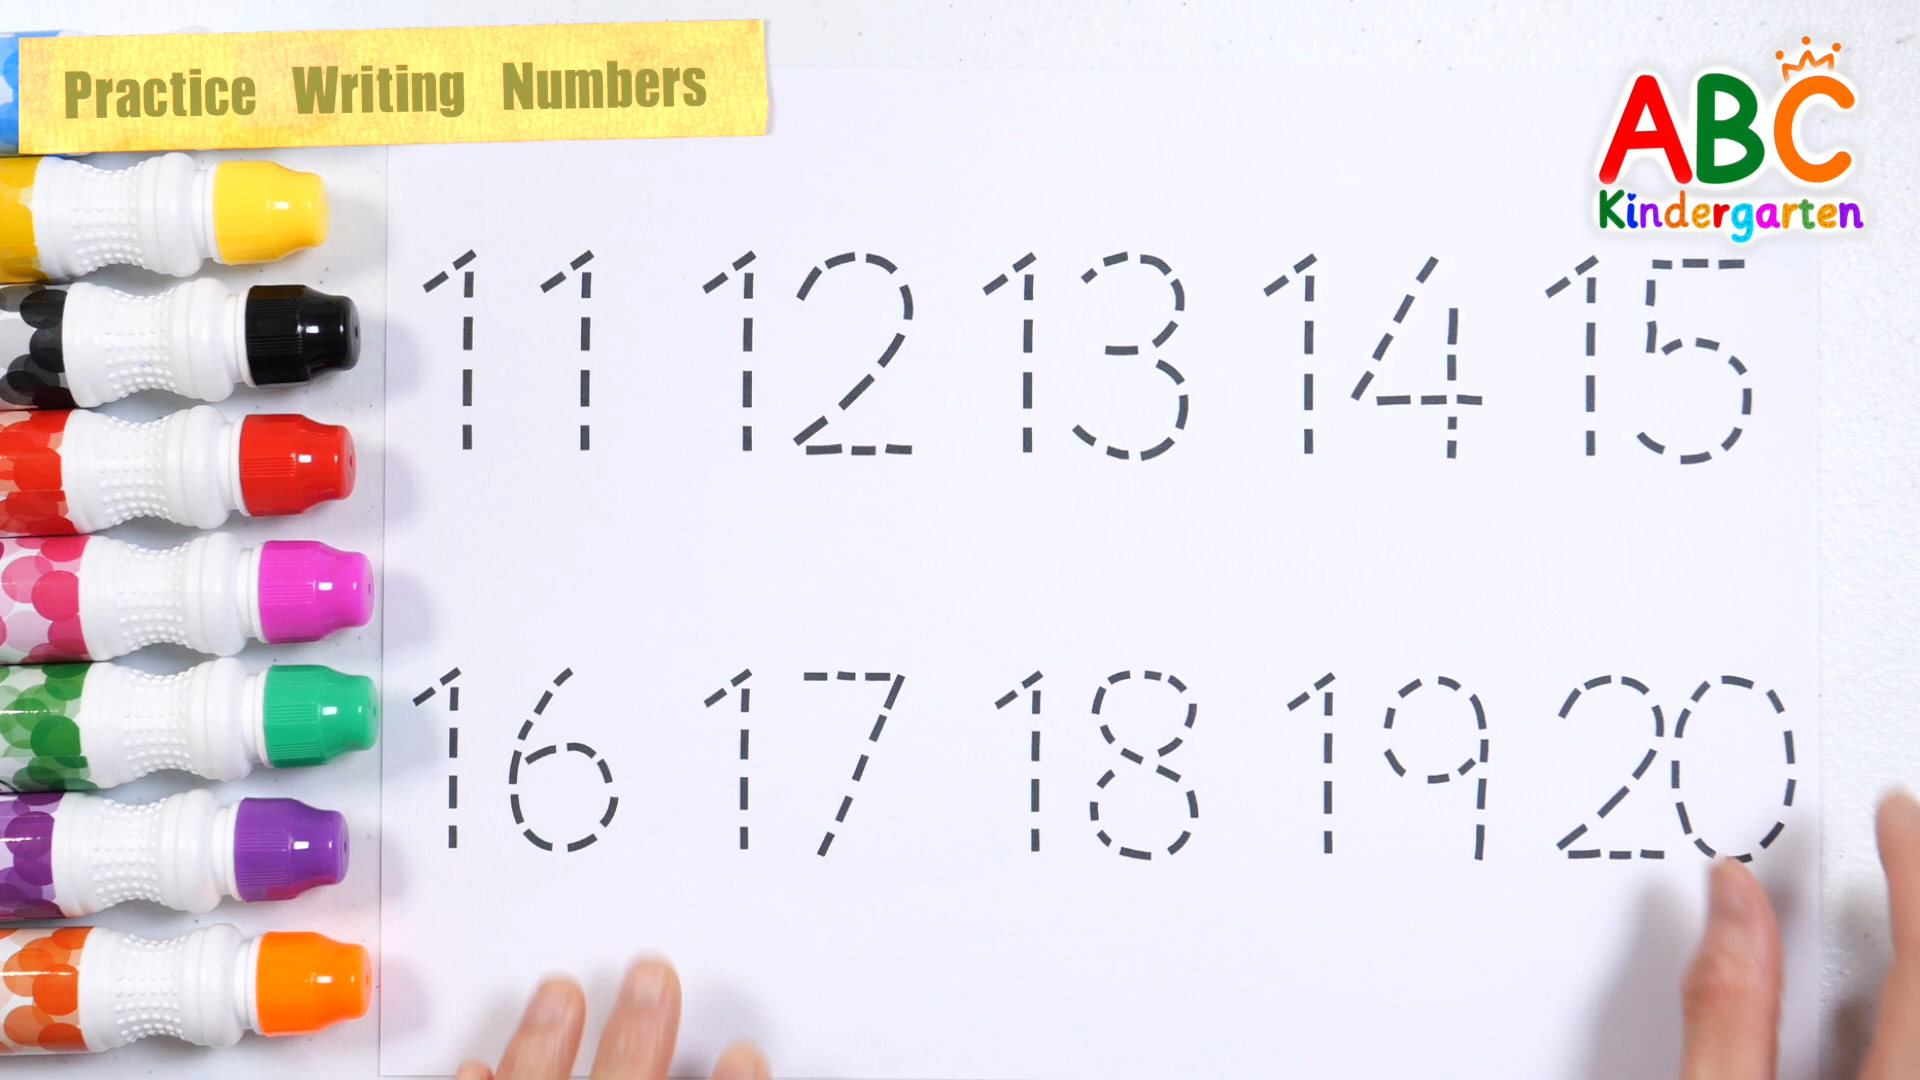 Practice Writing Numbers
ABC
Kindergarten
11 12 13 14 15
16 17 18 19 20